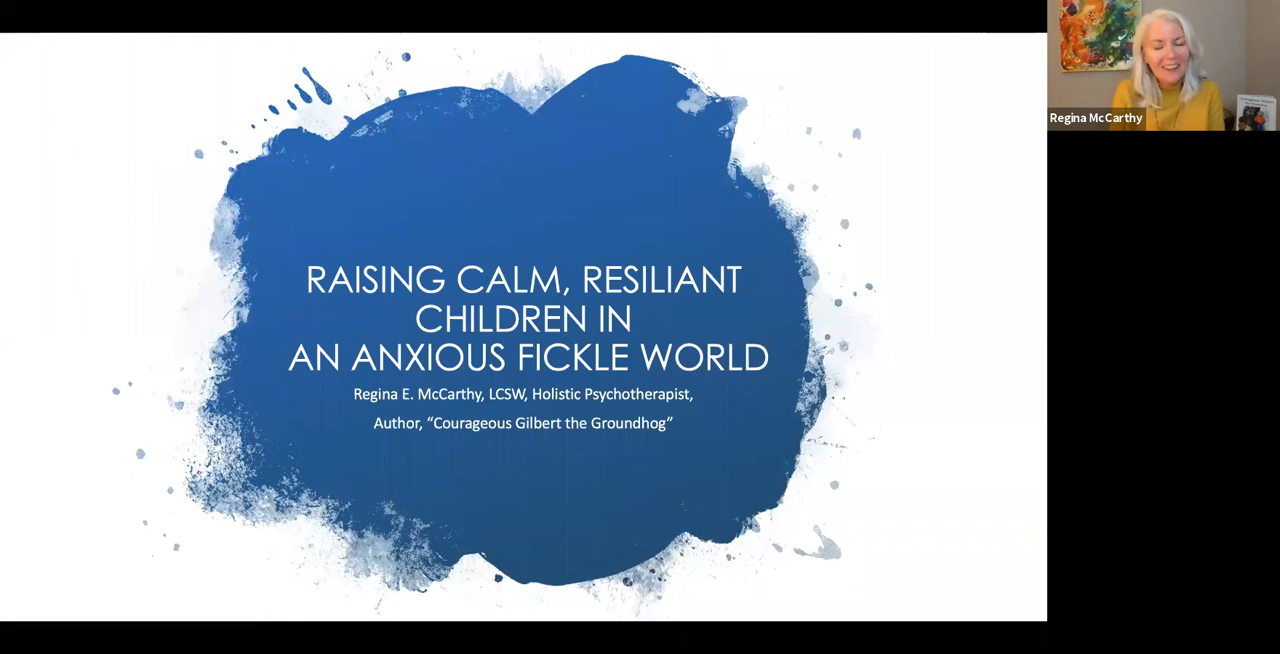 RAISING CALM, RESILIANT
CHILDREN IN
AN ANXIOUS FICKLE WORLD
Regina E. McCarthy, LCSW, Holistic Psychotherapist,
Author, “Courageous Gilbert the Groundhog”
Regina McCarthy